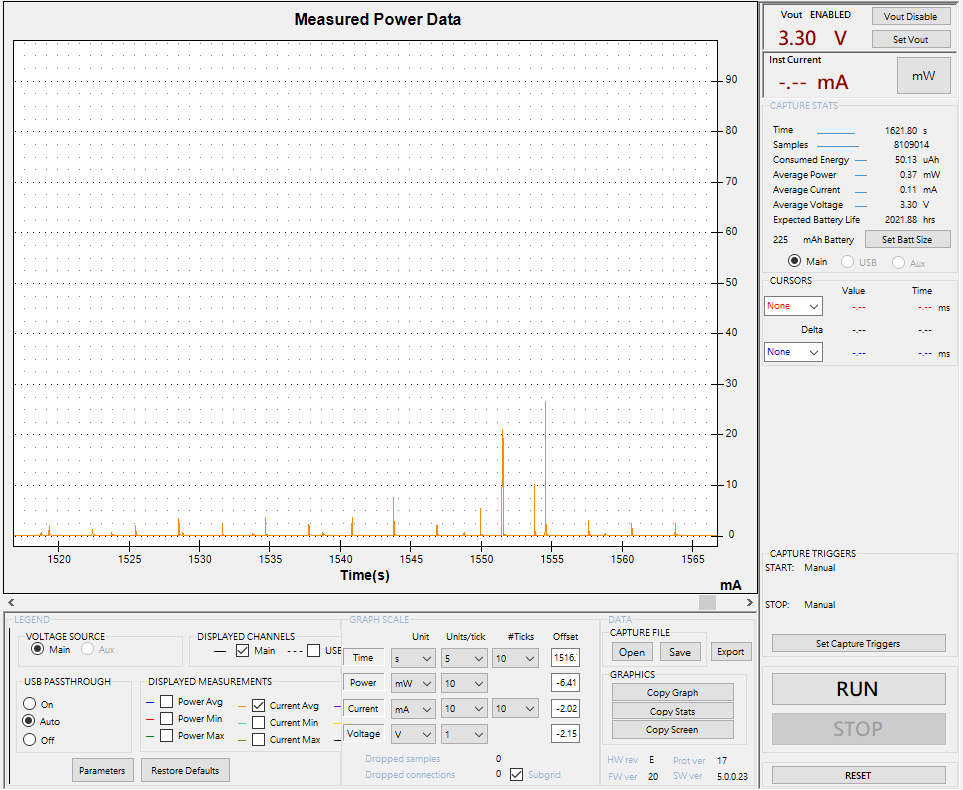 Measured Power Data
90
80
70
60
50
40
30
20
10
0
1520 1525 1530 1535 1540 1545 1550 1555 1560 1565
Time(s)
mA
Vout ENABLED
3.30 V
Vout Disable
Set Vout
Inst Current
-.-- mA
mW
CAPTURE STATS
Time 1621.80 s
Samples 8109014
Consumed Energy 50.13 uAh
Average Power 0.37 mW
Average Current 0.11 mA
Average Voltage 3.30 V
Expected Battery Life 2021.88 hrs
225 mAh Battery Set Batt Size
Main USB Aux
CURSORS
Value Time
None -.-- -.-- ms
Delta -.-- -.--
None -.-- -.-- ms
CAPTURE TRIGGERS
START: Manual
STOP: Manual
Set Capture Triggers
RUN
STOP
RESET
LEGEND
VOLTAGE SOURCE
Main Aux
DISPLAYED CHANNELS
Main USB
USB PASSTHROUGH
On
Auto
Off
DISPLAYED MEASUREMENTS
Power Avg Current Avg
Power Min Current Min
Power Max Current Max
Parameters Restore Defaults
GRAPH SCALE
Unit Units/tick #Ticks Offset
Time s 5 10 1516.
Power mW 10 -6.41
Current mA 10 10 -2.02
Voltage V 1 -2.15
Dropped samples 0
Dropped connections 0 Subgrid
DATA
CAPTURE FILE
Open Save Export
GRAPHICS
Copy Graph
Copy Stats
Copy Screen
HW rev E Prot ver 17
FW ver 20 SW ver 5.0.0.23